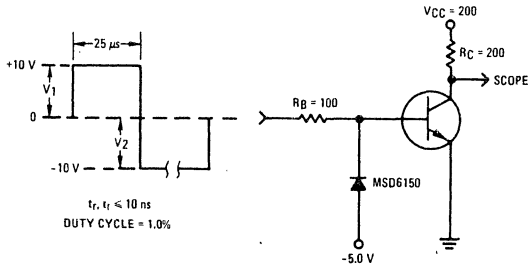 25 µs
+10 V
V1
0
V2
-10 V
tr, tf ≤ 10 ns
DUTY CYCLE = 1.0%
VCC = 200
RC = 200
SCOPE
RB = 100
MSD6150
-5.0 V